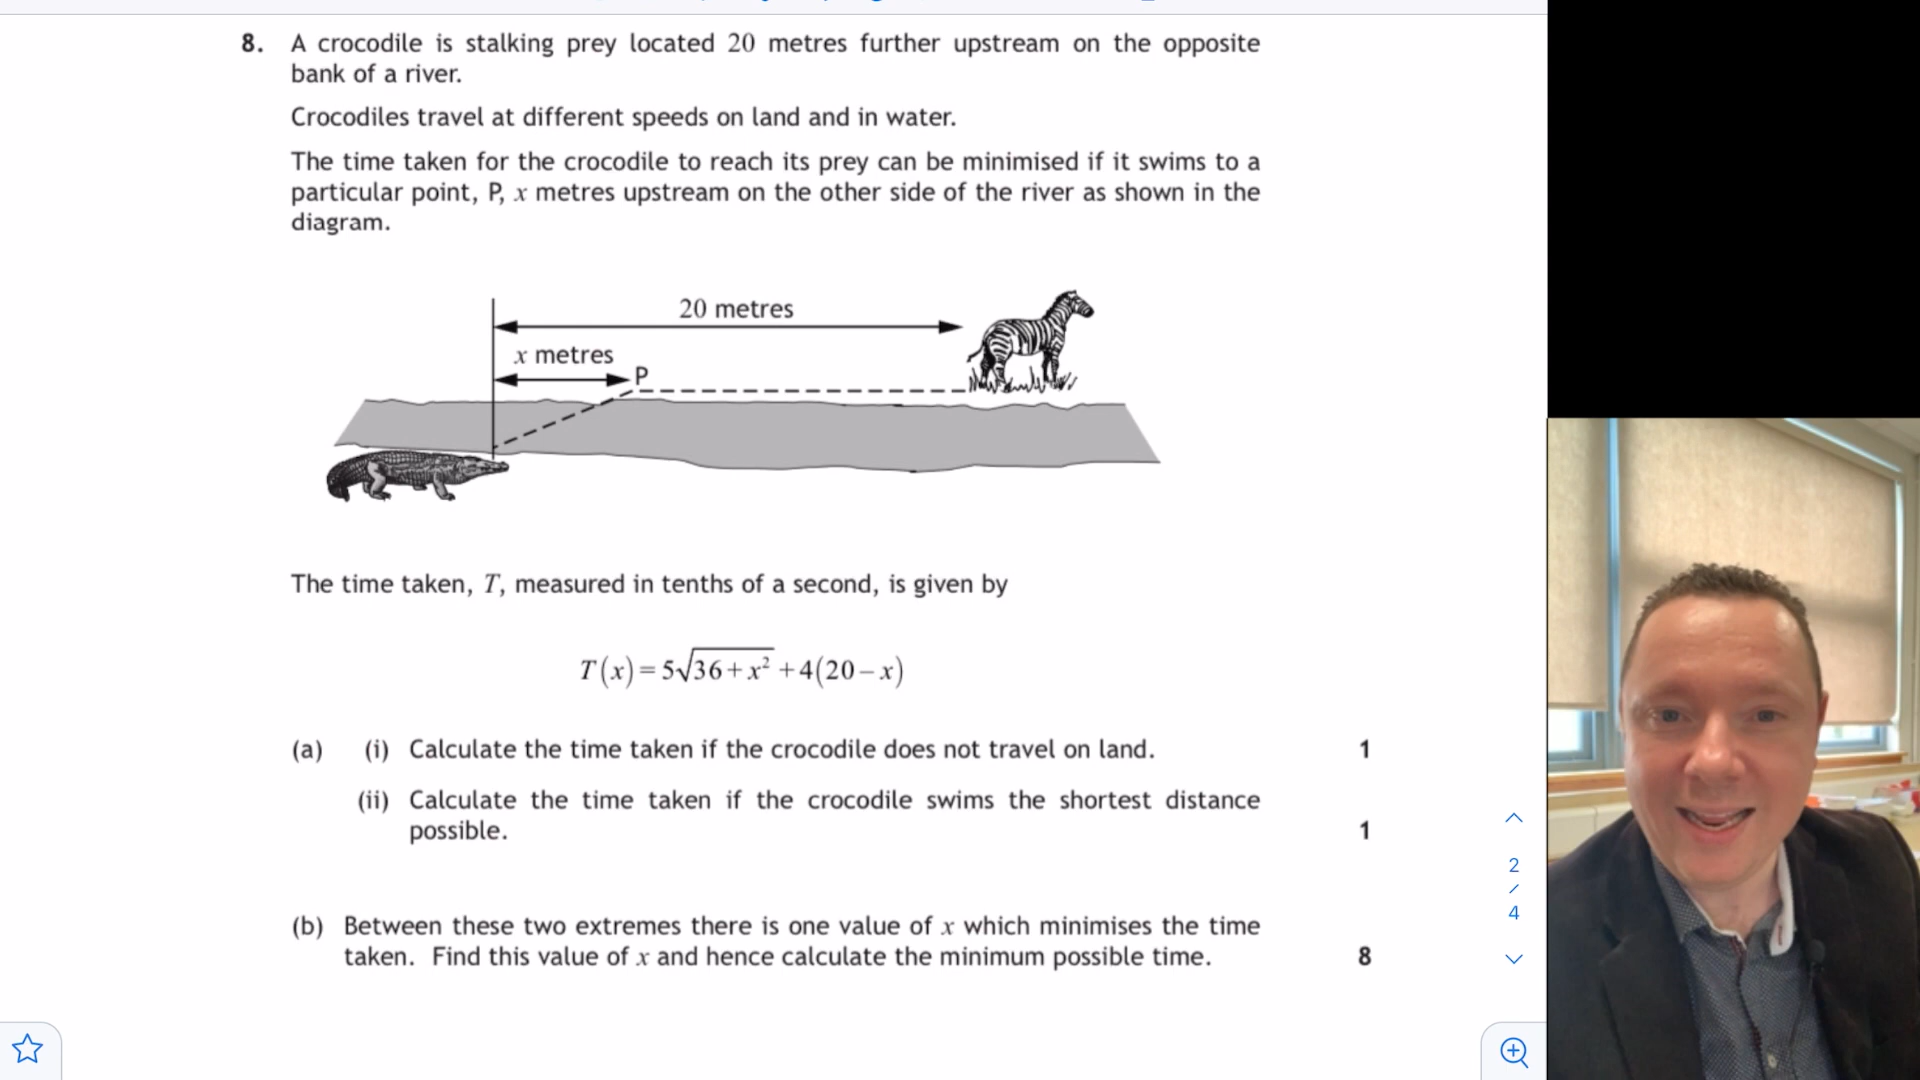 8. A crocodile is stalking prey located 20 metres further upstream on the opposite
bank of a river.
Crocodiles travel at different speeds on land and in water.
The time taken for the crocodile to reach its prey can be minimised if it swims to a
particular point, P, x metres upstream on the other side of the river as shown in the
diagram.
20 metres
x metres
P
The time taken, T, measured in tenths of a second, is given by
T(x) = 5√36 + x² + 4(20 – x)
(a) (i) Calculate the time taken if the crocodile does not travel on land. 1
(ii) Calculate the time taken if the crocodile swims the shortest distance
possible. 1
(b) Between these two extremes there is one value of x which minimises the time
taken. Find this value of x and hence calculate the minimum possible time. 8
2
/
4